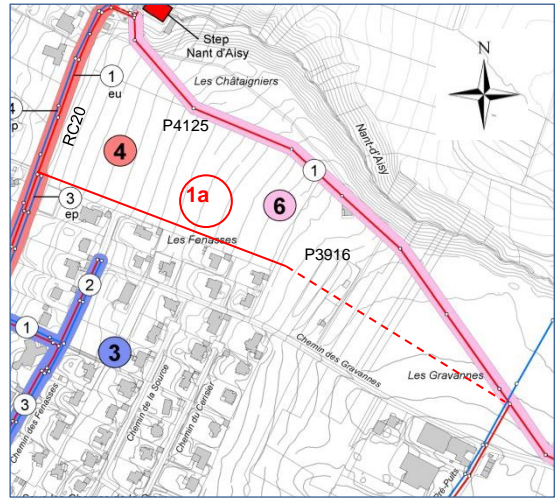 Step
Nant d'Aisy
N
Les Châtaigniers
1
eu
RC20
P4125
4
Nant-d'Aisy
1
1a
6
3
ep
Les Fenasses
P3916
2
1
3
Chemin des Gravannes
Les Gravannes
3
Chemin des Fenasses
Chemin de la Source
Chemin du Cerisier